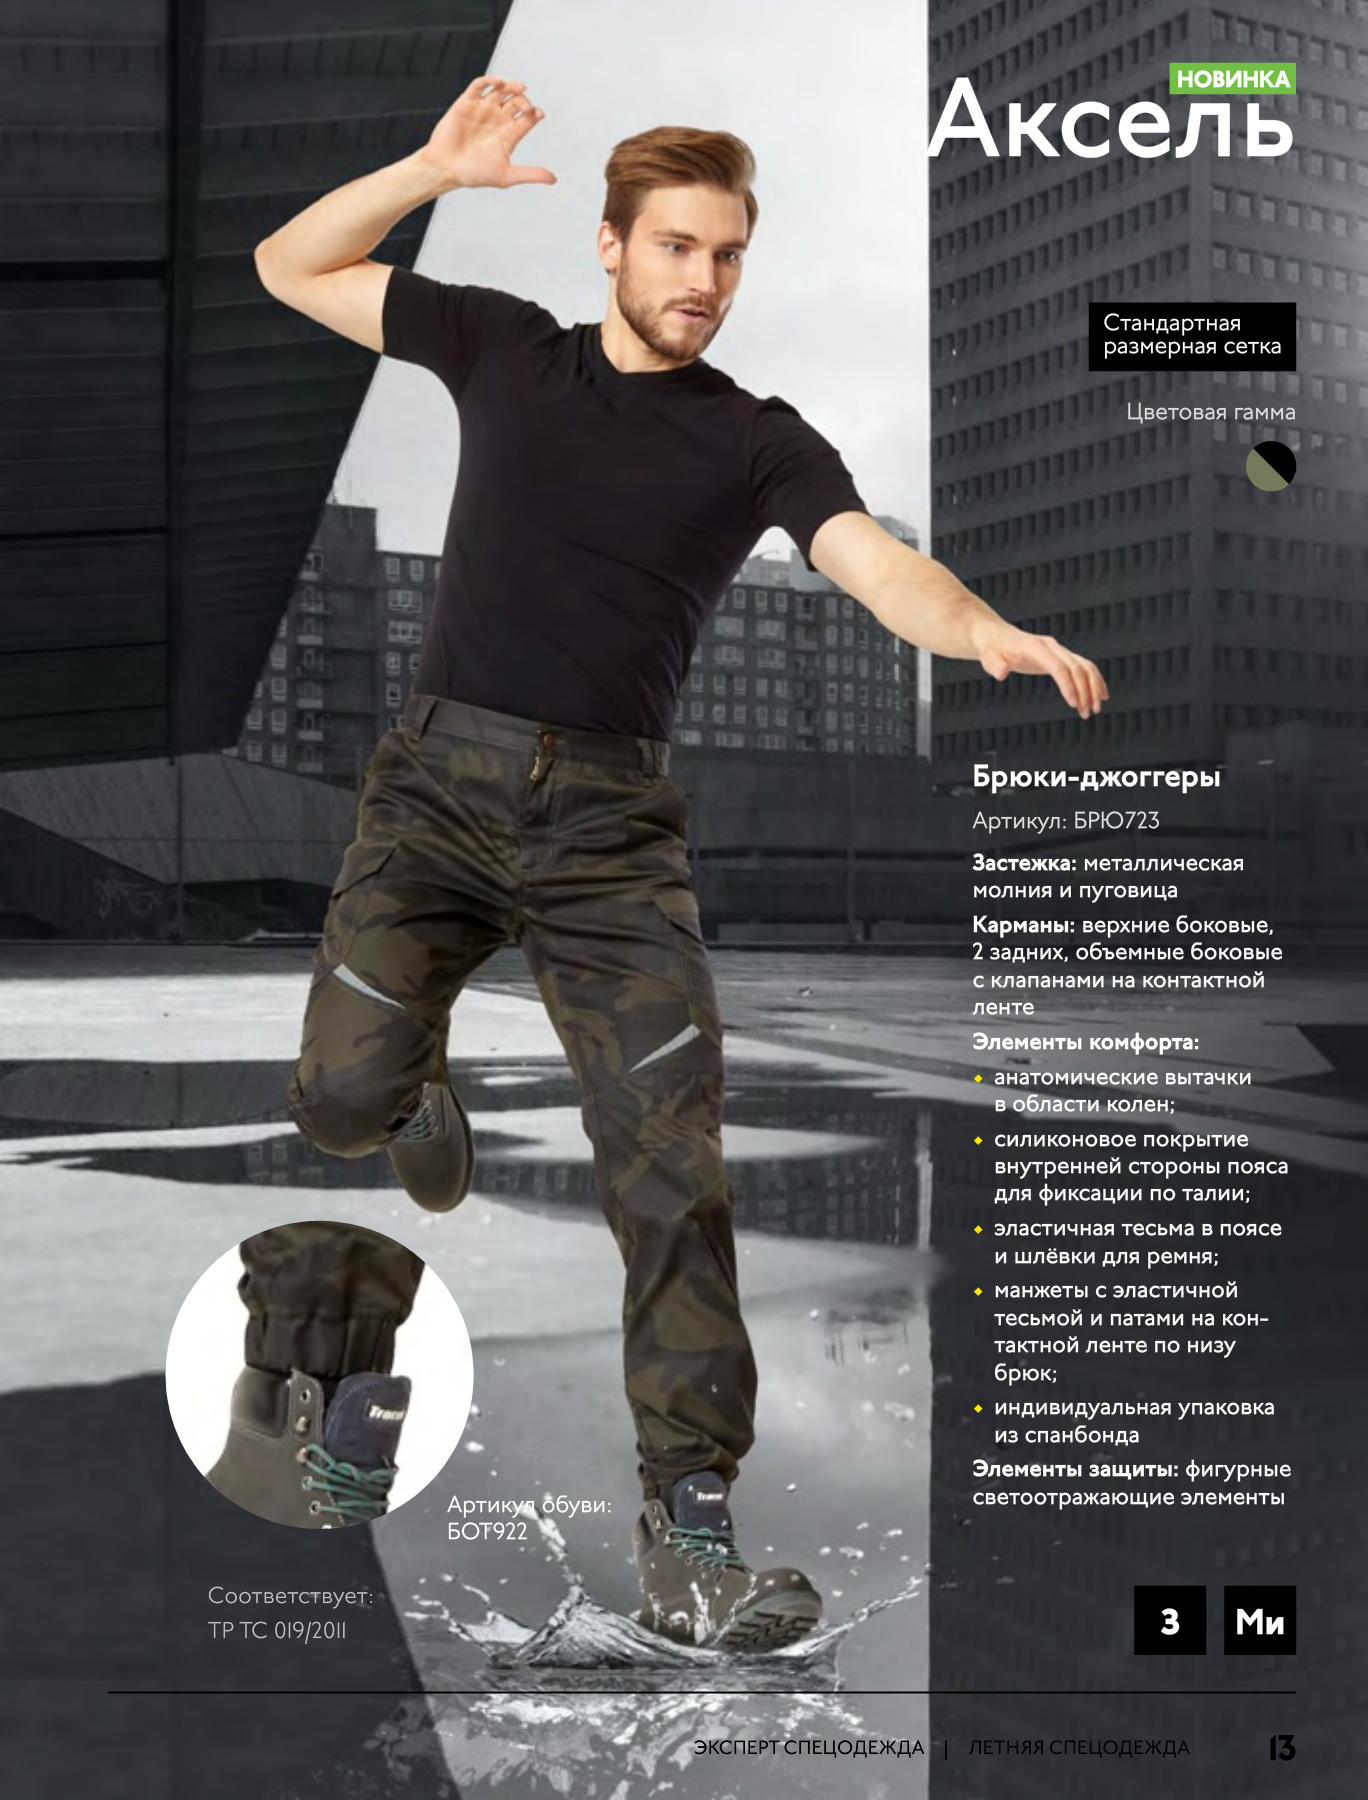 НОВИНКА
Аксель
Стандартная
размерная сетка
Цветовая гамма
Брюки-джоггеры
Артикул: БРЮ723
Застежка: металлическая
молния и пуговица
Карманы: верхние боковые,
2 задних, объемные боковые
с клапанами на контактной
ленте
Элементы комфорта:
анатомические вытачки
в области колен;
силиконовое покрытие
внутренней стороны пояса
для фиксации по талии;
эластичная тесьма в поясе
и шлёвки для ремня;
манжеты с эластичной
тесьмой и патами на кон-
тактной ленте по низу
брюк;
индивидуальная упаковка
из спанбонда
Элементы защиты: фигурные
светоотражающие элементы
Артикул обуви:
БОТ922
Соответствует:
ТР ТС 019/2011
З
Ми
ЭКСПЕРТ СПЕЦОДЕЖДА | ЛЕТНЯЯ СПЕЦОДЕЖДА
13